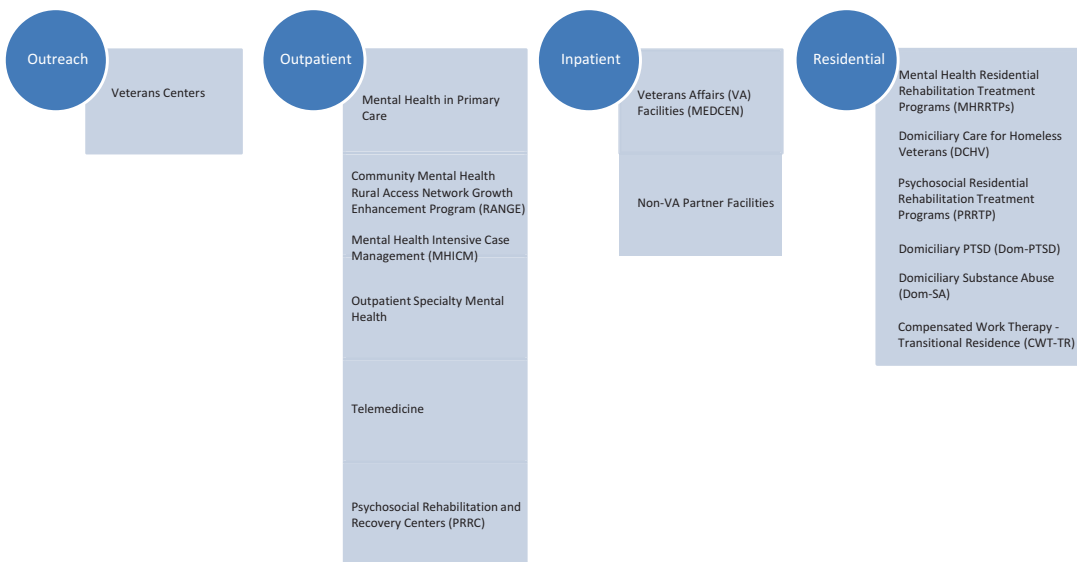 Outreach
Veterans Centers
Outpatient
Mental Health in Primary
Care
Community Mental Health
Rural Access Network Growth
Enhancement Program (RANGE)
Mental Health Intensive Case
Management (MHICM)
Outpatient Specialty Mental
Health
Telemedicine
Psychosocial Rehabilitation and
Recovery Centers (PRRC)
Inpatient
Veterans Affairs (VA)
Facilities (MEDCEN)
Non-VA Partner Facilities
Residential
Mental Health Residential
Rehabilitation Treatment
Programs (MHRRTPs)
Domiciliary Care for Homeless
Veterans (DCHV)
Psychosocial Residential
Rehabilitation Treatment
Programs (PRRTP)
Domiciliary PTSD (Dom-PTSD)
Domiciliary Substance Abuse
(Dom-SA)
Compensated Work Therapy -
Transitional Residence (CWT-TR)